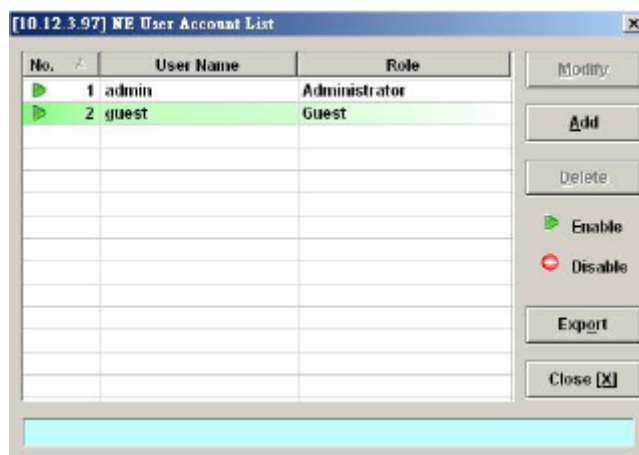 [10.12.3.97] NE User Account List
No. User Name Role
1 admin Administrator
2 guest Guest
Modify
Add
Delete
Enable
Disable
Export
Close [X]